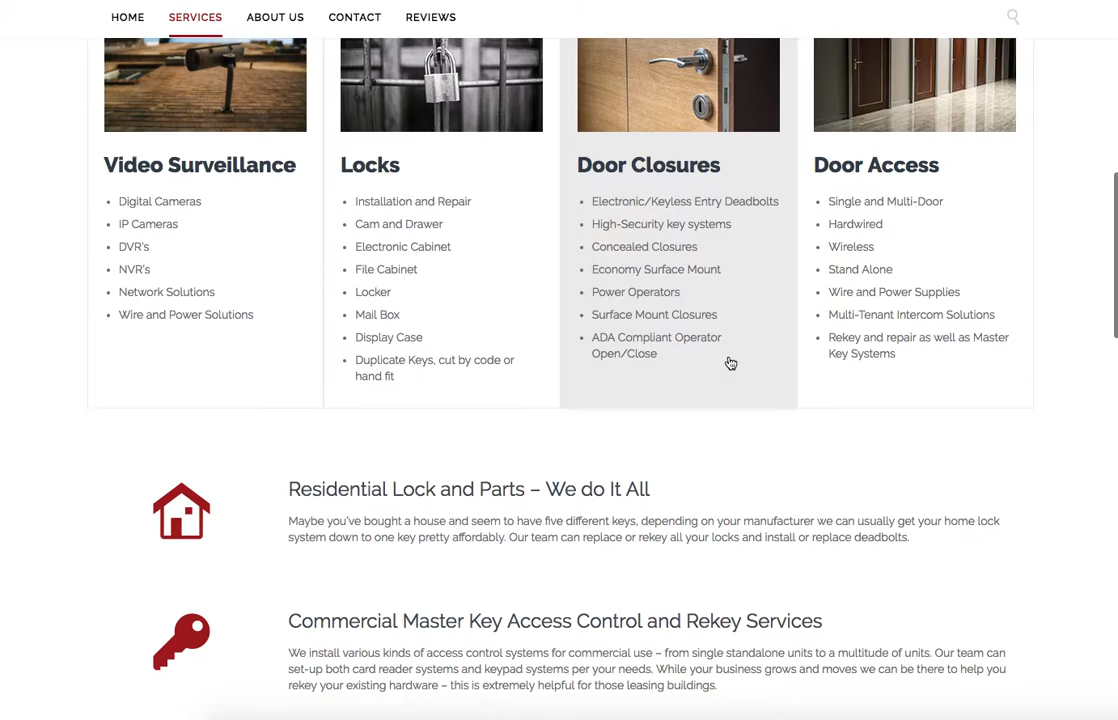 HOME SERVICES ABOUT US CONTACT REVIEWS
Video Surveillance
Digital Cameras
IP Cameras
DVR's
NVR's
Network Solutions
Wire and Power Solutions
Locks
Installation and Repair
Cam and Drawer
Electronic Cabinet
File Cabinet
Locker
Mail Box
Display Case
Duplicate Keys, cut by code or
hand fit
Door Closures
Electronic/Keyless Entry Deadbolts
High-Security key systems
Concealed Closures
Economy Surface Mount
Power Operators
Surface Mount Closures
ADA Compliant Operator
Open/Close
Door Access
Single and Multi-Door
Hardwired
Wireless
Stand Alone
Wire and Power Supplies
Multi-Tenant Intercom Solutions
Rekey and repair as well as Master
Key Systems
Residential Lock and Parts – We do It All
Maybe you've bought a house and seem to have five different keys, depending on your manufacturer we can usually get your home lock
system down to one key pretty affordably. Our team can replace or rekey all your locks and install or replace deadbolts.
Commercial Master Key Access Control and Rekey Services
We install various kinds of access control systems for commercial use – from single standalone units to a multitude of units. Our team can
set-up both card reader systems and keypad systems per your needs. While your business grows and moves we can be there to help you
rekey your existing hardware – this is extremely helpful for those leasing buildings.